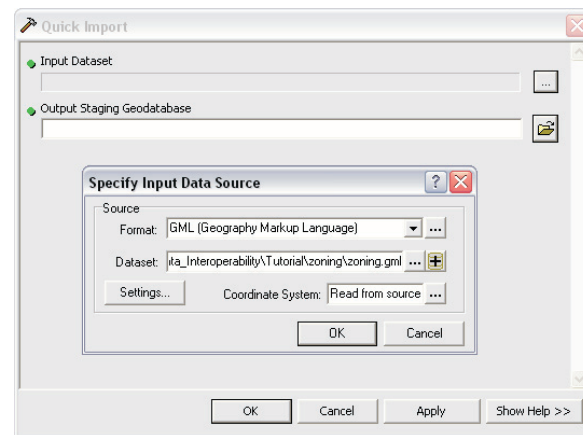 Quick Import
Input Dataset
...
Output Staging Geodatabase
Specify Input Data Source
?
Source
Format: GML (Geography Markup Language) ...
Dataset: ıta_Interoperability\Tutorial\zoning\zoning.gml ...
Settings... Coordinate System: Read from source ...
OK Cancel
OK Cancel Apply Show Help >>